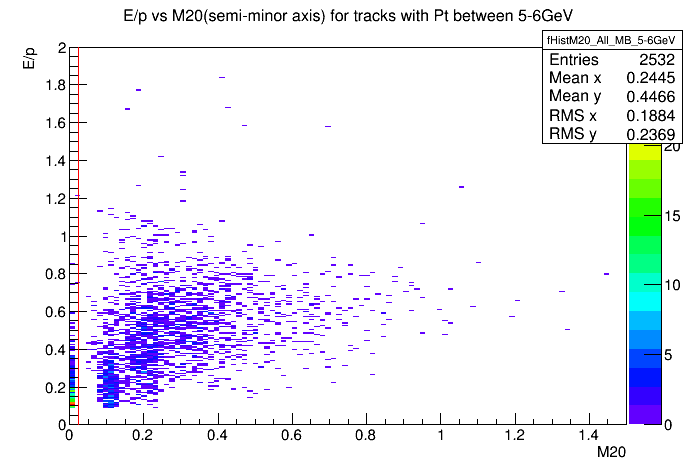 E/p vs M20(semi-minor axis) for tracks with Pt between 5-6GeV
fHistM20_All_MB_5-6GeV
Entries 2532
Mean x 0.2445
Mean y 0.4466
RMS x 0.1884
RMS y 0.2369
E/p
2
1.8
1.6
1.4
1.2
1
0.8
0.6
0.4
0.2
0
0 0.2 0.4 0.6 0.8 1 1.2 1.4
M20
20
15
10
5
0